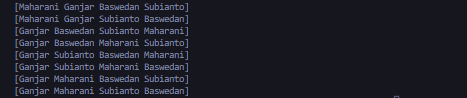 [Maharani Ganjar Baswedan Subianto]
[Maharani Ganjar Subianto Baswedan]
[Ganjar Baswedan Subianto Maharani]
[Ganjar Baswedan Maharani Subianto]
[Ganjar Subianto Baswedan Maharani]
[Ganjar Subianto Maharani Baswedan]
[Ganjar Maharani Baswedan Subianto]
[Ganjar Maharani Subianto Baswedan]